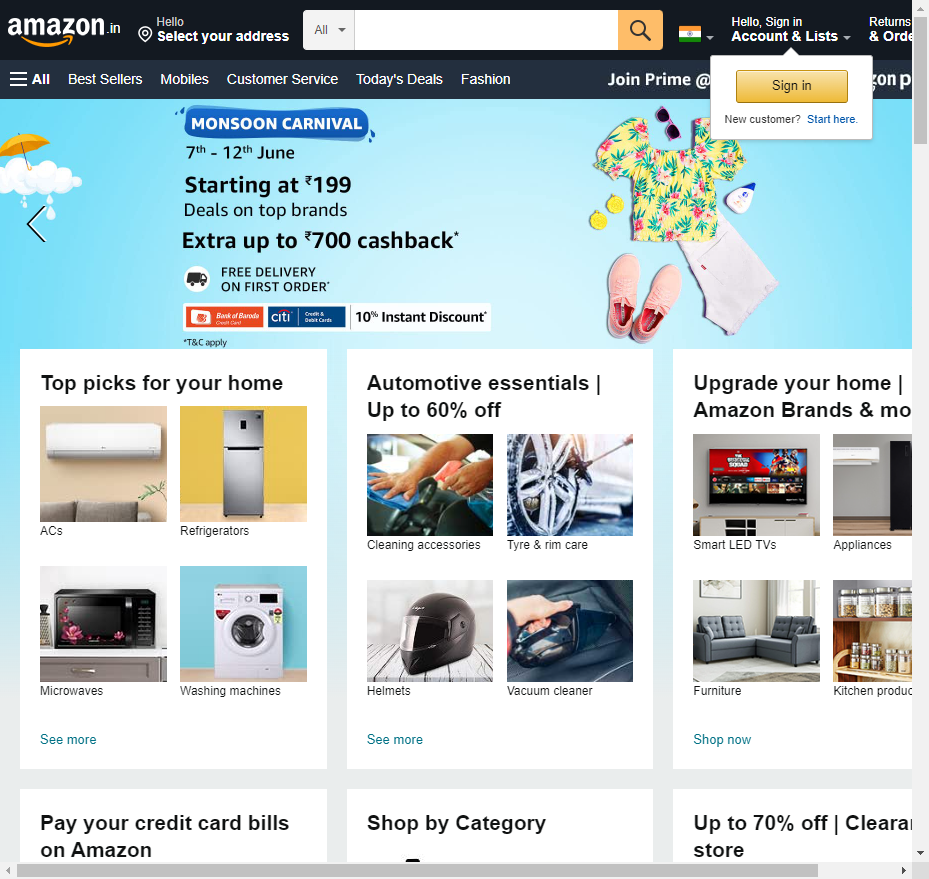 amazon.in
Hello
Select your address
All
Hello, Sign in
Account & Lists
Returns
& Orde
All
Best Sellers
Mobiles
Customer Service
Today's Deals
Fashion
Join Prime @
zon p
Sign in
New customer? Start here.
MONSOON CARNIVAL
7th - 12th June
Starting at ₹199
Deals on top brands
Extra up to ₹700 cashback*
FREE DELIVERY
ON FIRST ORDER*
Bank of Baroda
Credit Card
citi
Credit &
Debit Cards
10% Instant Discount*
*T&C apply
Top picks for your home
ACs
Refrigerators
Microwaves
Washing machines
See more
Automotive essentials |
Up to 60% off
Cleaning accessories
Tyre & rim care
Helmets
Vacuum cleaner
See more
Upgrade your home |
Amazon Brands & mo
Smart LED TVs
Appliances
Furniture
Kitchen produc
Shop now
Pay your credit card bills
on Amazon
Shop by Category
Up to 70% off | Clearan
store